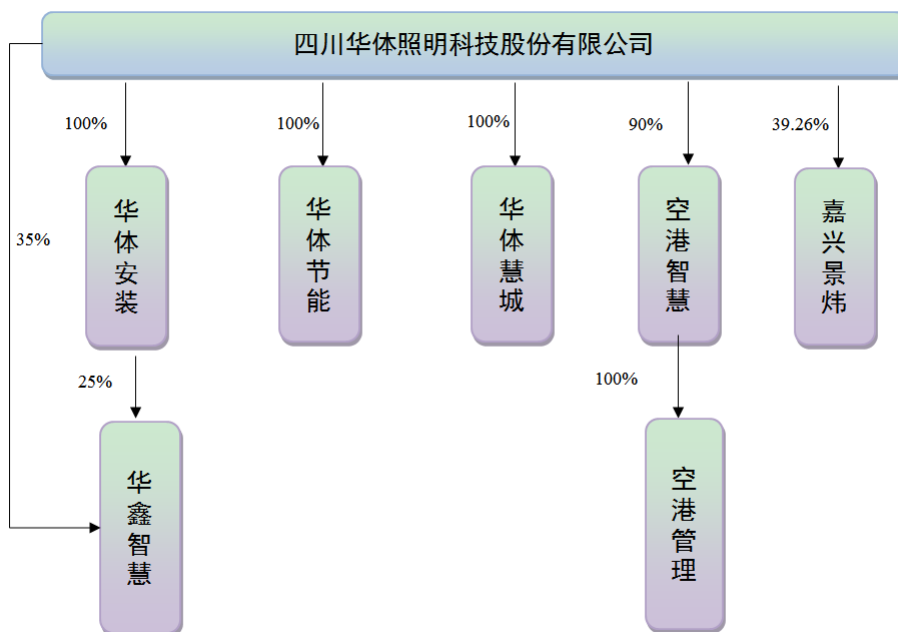 四川华体照明科技股份有限公司
100%
100%
100%
90%
39.26%
华体安装
华体节能
华体慧城
空港智慧
嘉兴景炜
35%
25%
100%
华鑫智慧
空港管理